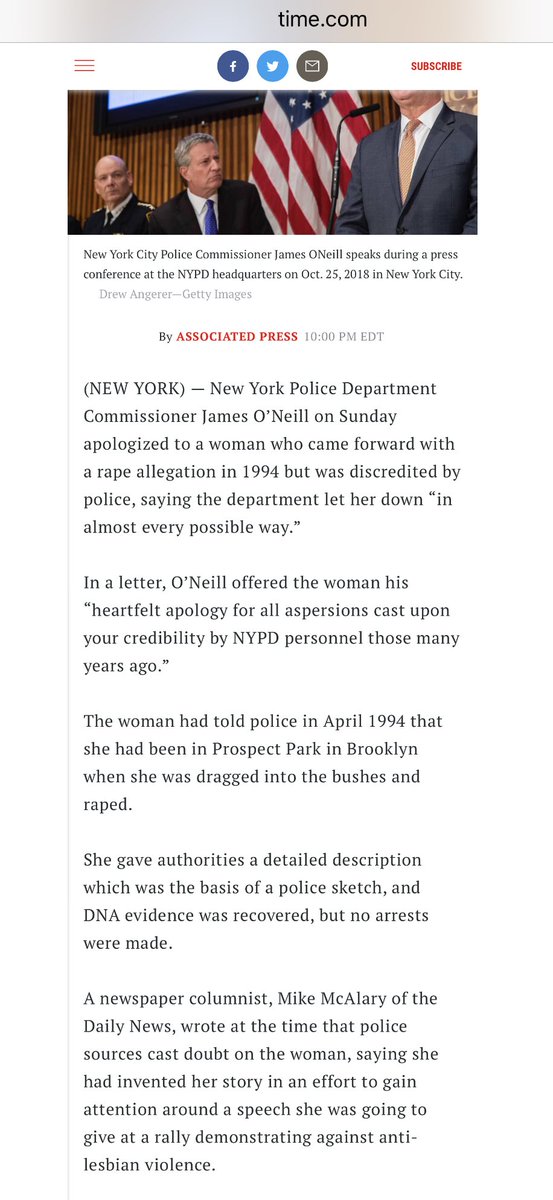 time.com
SUBSCRIBE
New York City Police Commissioner James ONeill speaks during a press
conference at the NYPD headquarters on Oct. 25, 2018 in New York City.
Drew Angerer—Getty Images
By ASSOCIATED PRESS 10:00 PM EDT
(NEW YORK) — New York Police Department
Commissioner James O’Neill on Sunday
apologized to a woman who came forward with
a rape allegation in 1994 but was discredited by
police, saying the department let her down “in
almost every possible way.”
In a letter, O’Neill offered the woman his
“heartfelt apology for all aspersions cast upon
your credibility by NYPD personnel those many
years ago.”
The woman had told police in April 1994 that
she had been in Prospect Park in Brooklyn
when she was dragged into the bushes and
raped.
She gave authorities a detailed description
which was the basis of a police sketch, and
DNA evidence was recovered, but no arrests
were made.
A newspaper columnist, Mike McAlary of the
Daily News, wrote at the time that police
sources cast doubt on the woman, saying she
had invented her story in an effort to gain
attention around a speech she was going to
give at a rally demonstrating against anti-
lesbian violence.